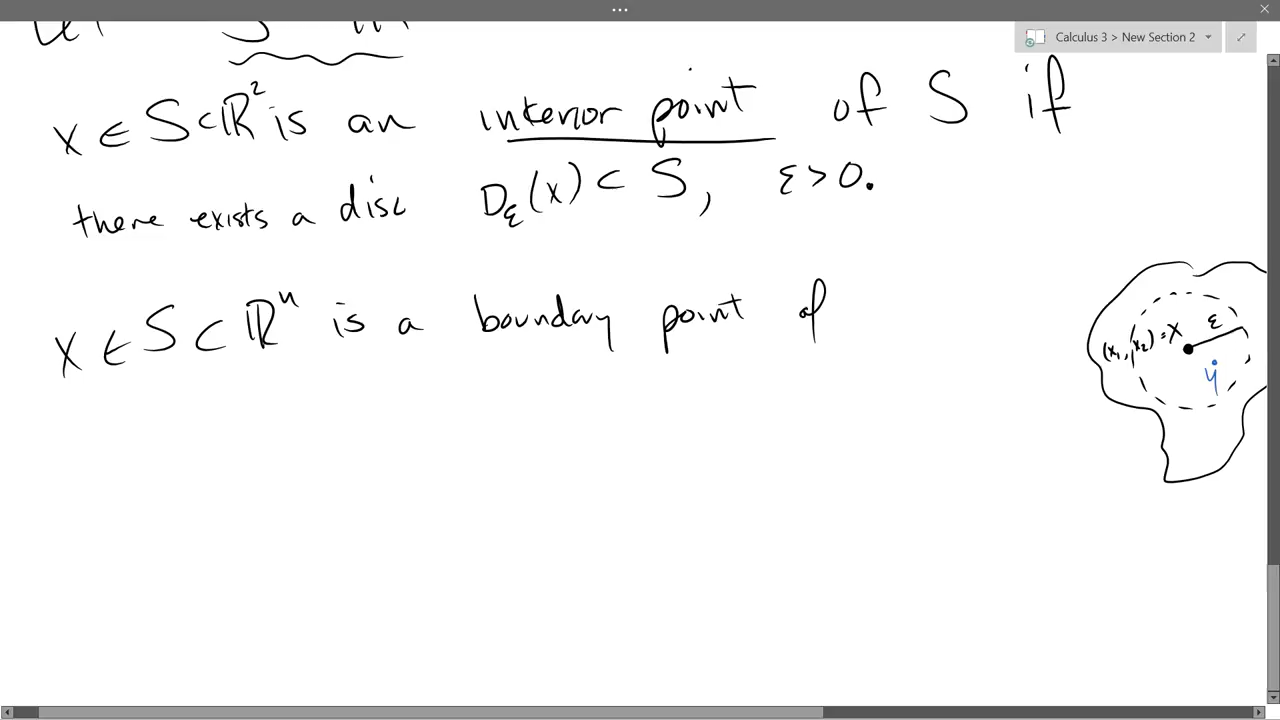 Calculus 3 > New Section 2
x ∈ S ⊂ ℝ² is an interior point of S if
there exists a disc D_ε(x) ⊂ S, ε > 0.
x ∈ S ⊂ ℝⁿ is a boundary point of
(x₁, x₂) = x ε
y